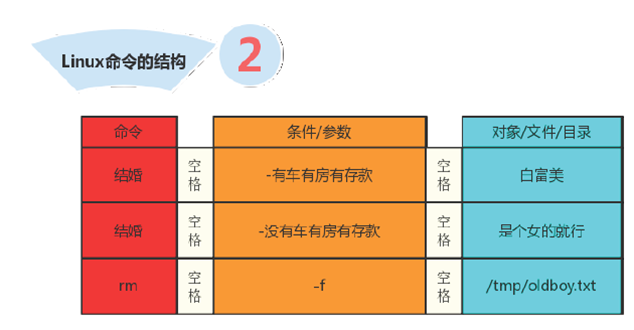 Linux命令的结构
2
命令 条件/参数 对象/文件/目录
结婚 空格 -有车有房有存款 空格 白富美
结婚 空格 -没有车有房有存款 空格 是个女的就行
rm 空格 -f 空格 /tmp/oldboy.txt